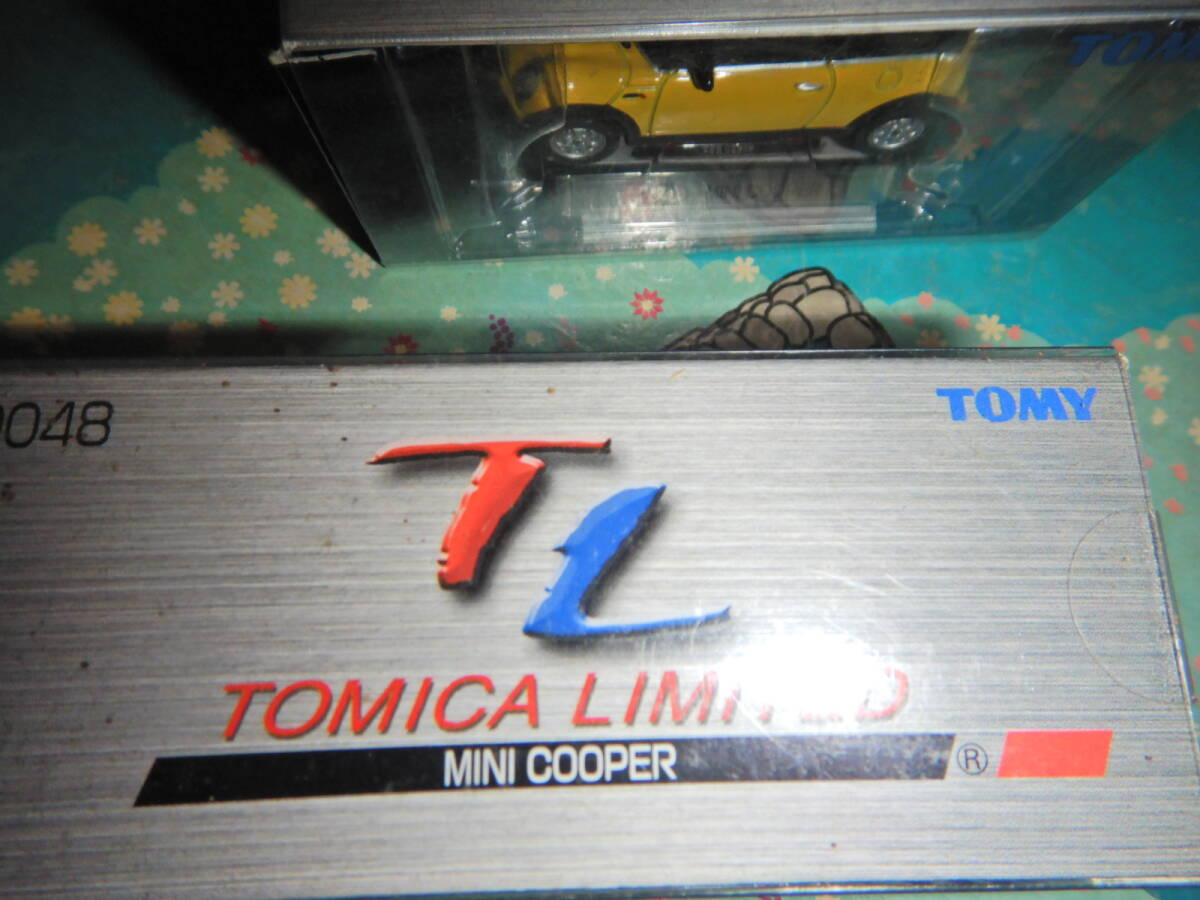 TOMY
0048
TOMY
TL
TOMICA LIMITED
MINI COOPER ®